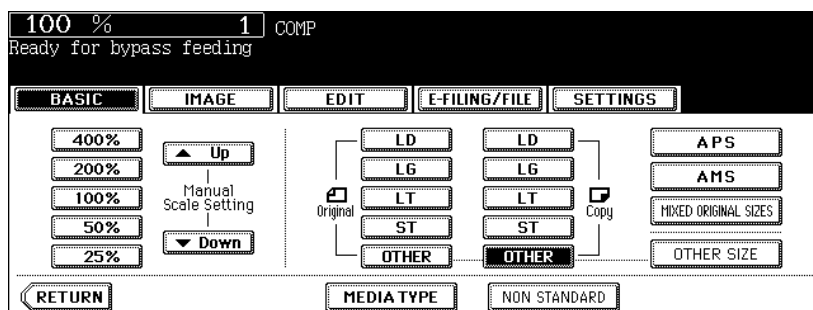 100 % 1 COMP
Ready for bypass feeding
BASIC IMAGE EDIT E-FILING/FILE SETTINGS
400% Up LD LD APS
200% LG LG AMS
100% Manual Scale Setting Original LT LT Copy MIXED ORIGINAL SIZES
50% Down ST ST
25% OTHER OTHER OTHER SIZE
RETURN MEDIA TYPE NON STANDARD